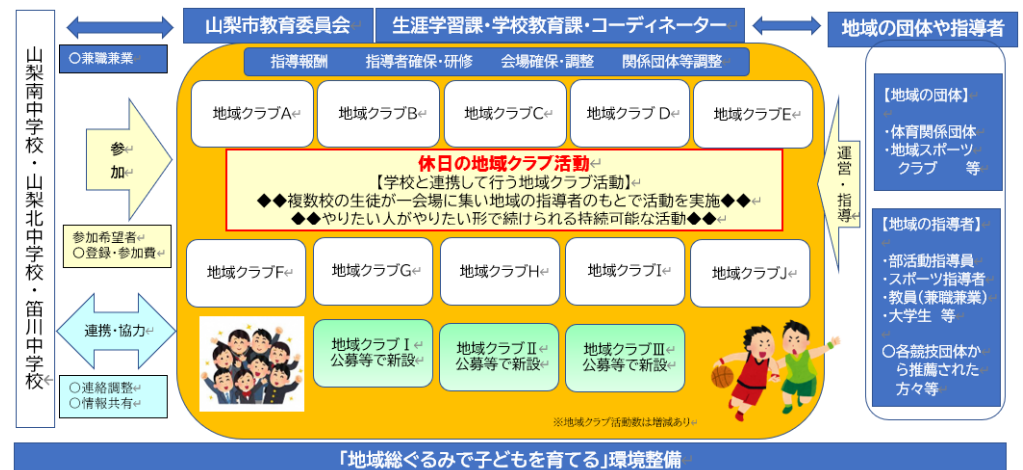 山梨市教育委員会
生涯学習課・学校教育課・コーディネーター
地域の団体や指導者
山梨南中学校・山梨北中学校・笛川中学校
〇兼職兼業
指導報酬 指導者確保・研修 会場確保・調整 関係団体等調整
地域クラブA
地域クラブB
地域クラブC
地域クラブ D
地域クラブE
参
加
休日の地域クラブ活動
【学校と連携して行う地域クラブ活動】
◆◆複数校の生徒が一会場に集い地域の指導者のもとで活動を実施◆◆
◆◆やりたい人がやりたい形で続けられる持続可能な活動◆◆
運営・指導
【地域の団体】
・体育関係団体
・地域スポーツ
クラブ 等
参加希望者
〇登録・参加費
地域クラブF
地域クラブG
地域クラブH
地域クラブI
地域クラブJ
【地域の指導者】
・部活動指導員
・スポーツ指導者
・教員(兼職兼業)
・大学生 等
〇各競技団体か
ら推薦された
方々等
連携・協力
〇連絡調整
〇情報共有
地域クラブⅠ
公募等で新設
地域クラブⅡ
公募等で新設
地域クラブⅢ
公募等で新設
※地域クラブ活動数は増減あり
「地域総ぐるみで子どもを育てる」環境整備